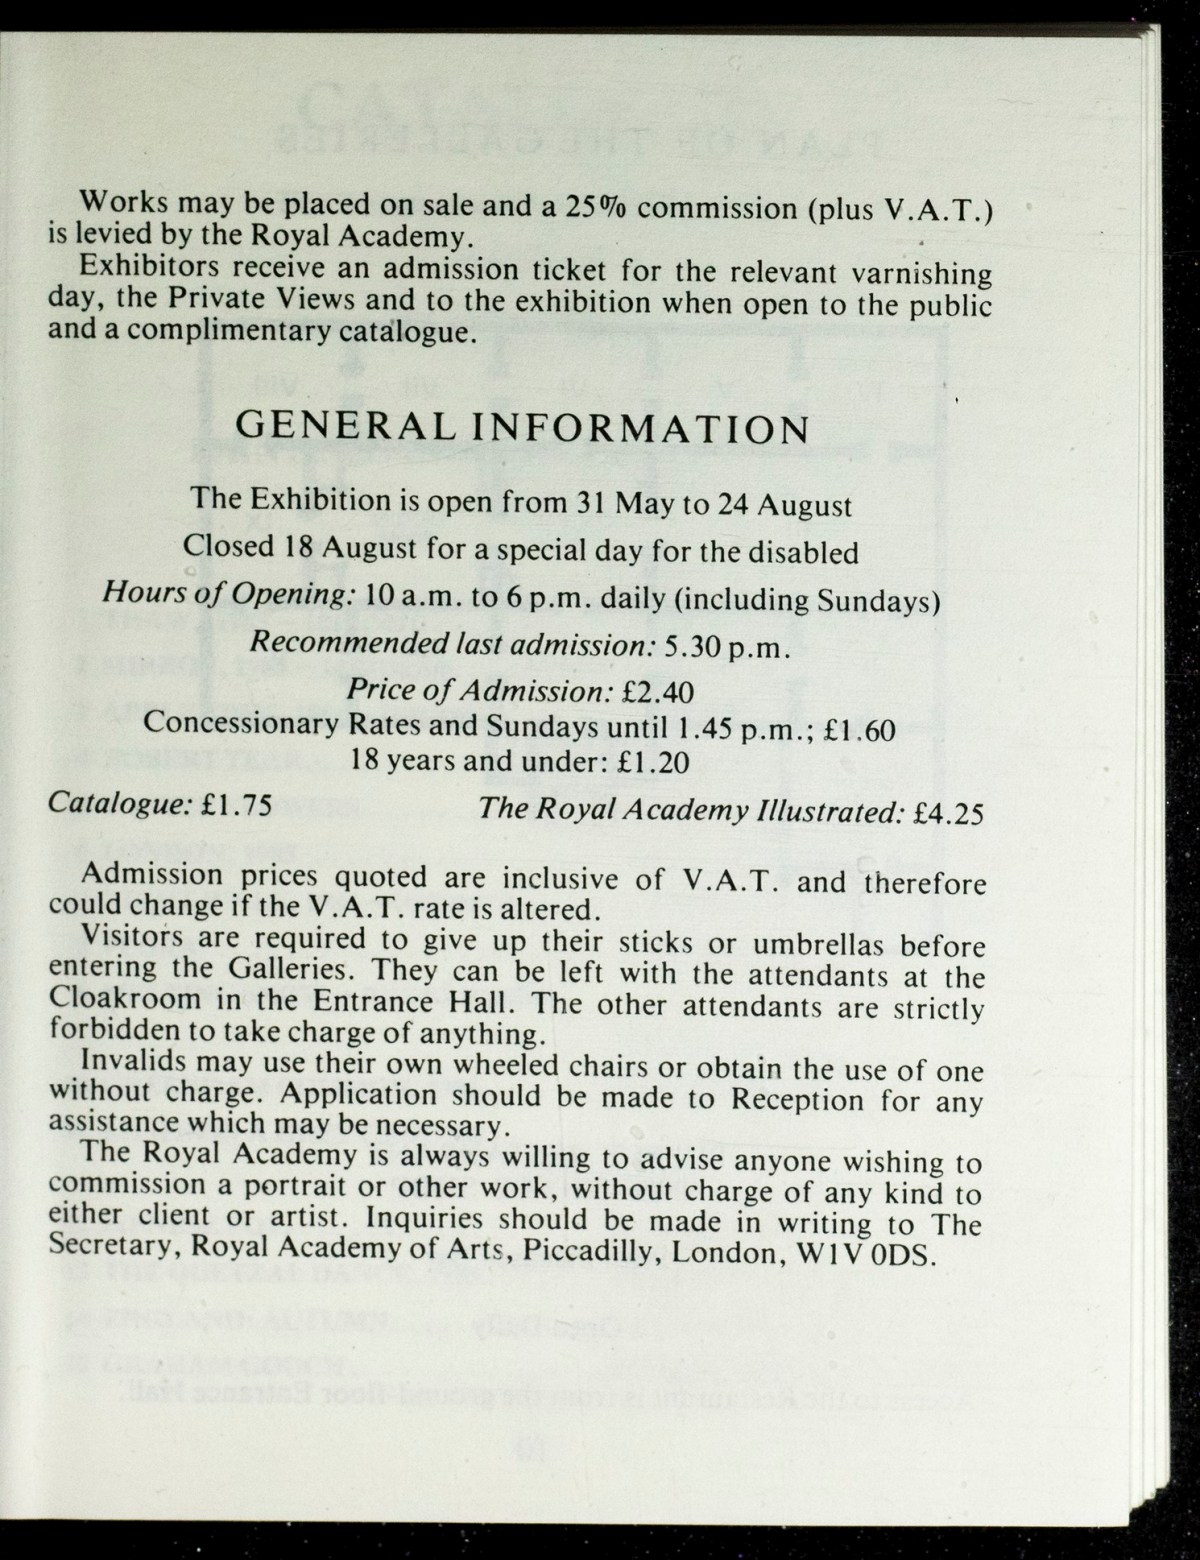 Works may be placed on sale and a 25% commission (plus V.A.T.)
is levied by the Royal Academy.
Exhibitors receive an admission ticket for the relevant varnishing
day, the Private Views and to the exhibition when open to the public
and a complimentary catalogue.
GENERAL INFORMATION
The Exhibition is open from 31 May to 24 August
Closed 18 August for a special day for the disabled
Hours of Opening: 10 a.m. to 6 p.m. daily (including Sundays)
Recommended last admission: 5.30 p.m.
Price of Admission: £2.40
Concessionary Rates and Sundays until 1.45 p.m.; £1.60
18 years and under: £1.20
Catalogue: £1.75 The Royal Academy Illustrated: £4.25
Admission prices quoted are inclusive of V.A.T. and therefore
could change if the V.A.T. rate is altered.
Visitors are required to give up their sticks or umbrellas before
entering the Galleries. They can be left with the attendants at the
Cloakroom in the Entrance Hall. The other attendants are strictly
forbidden to take charge of anything.
Invalids may use their own wheeled chairs or obtain the use of one
without charge. Application should be made to Reception for any
assistance which may be necessary.
The Royal Academy is always willing to advise anyone wishing to
commission a portrait or other work, without charge of any kind to
either client or artist. Inquiries should be made in writing to The
Secretary, Royal Academy of Arts, Piccadilly, London, W1V 0DS.